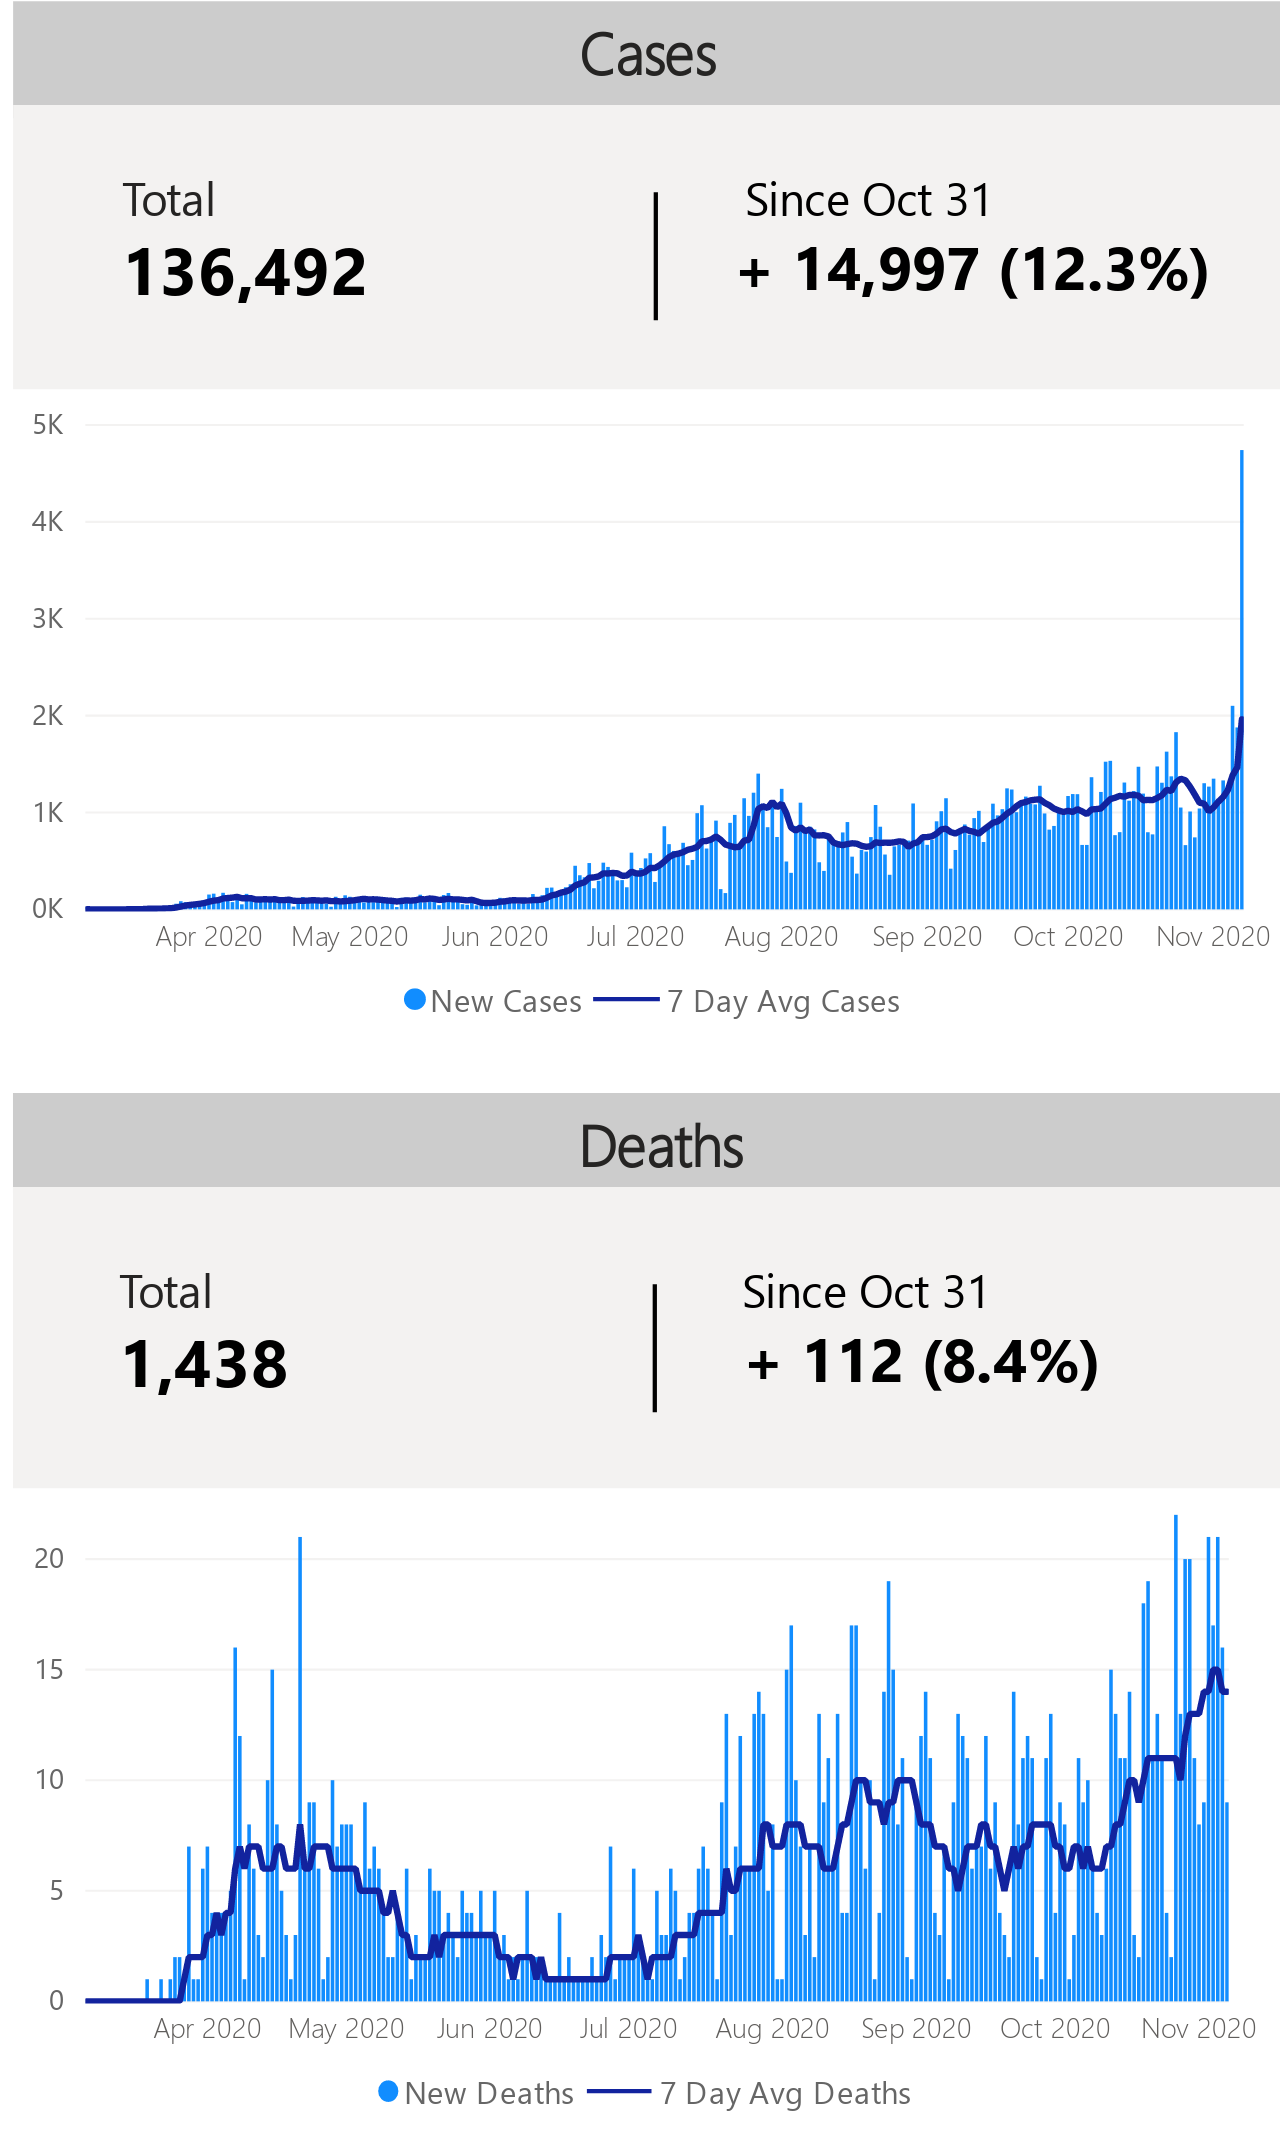 Cases
Total
136,492
Since Oct 31
+ 14,997 (12.3%)
5K
4K
3K
2K
1K
0K
Apr 2020 May 2020 Jun 2020 Jul 2020 Aug 2020 Sep 2020 Oct 2020 Nov 2020
New Cases 7 Day Avg Cases
Deaths
Total
1,438
Since Oct 31
+ 112 (8.4%)
20
15
10
5
0
Apr 2020 May 2020 Jun 2020 Jul 2020 Aug 2020 Sep 2020 Oct 2020 Nov 2020
New Deaths 7 Day Avg Deaths